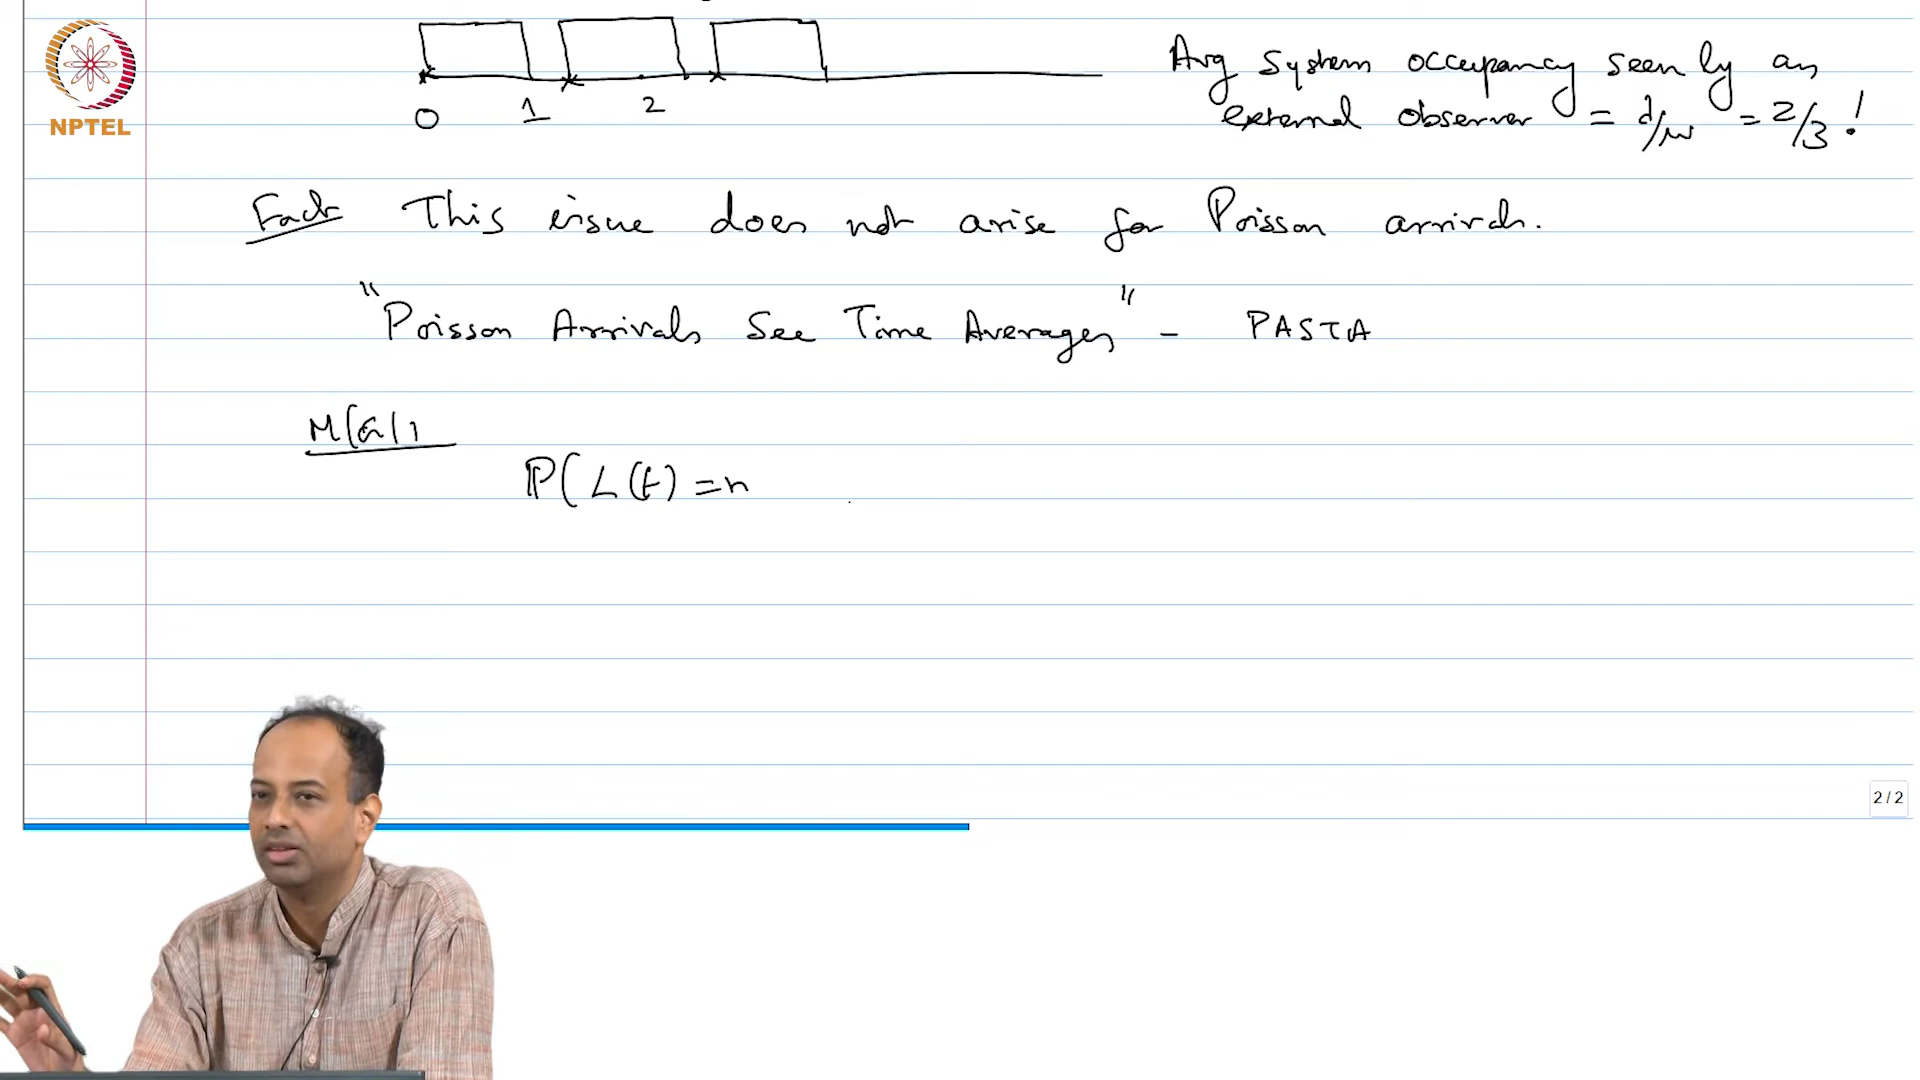 Avg System occupancy seen by an
0 1 2
external observer = λ/μ = 2/3!
NPTEL
Fact This issue does not arise for Poisson arrivals.
"Poisson Arrivals See Time Averages" - PASTA
M/G/1
P(L(t) = n
2 / 2